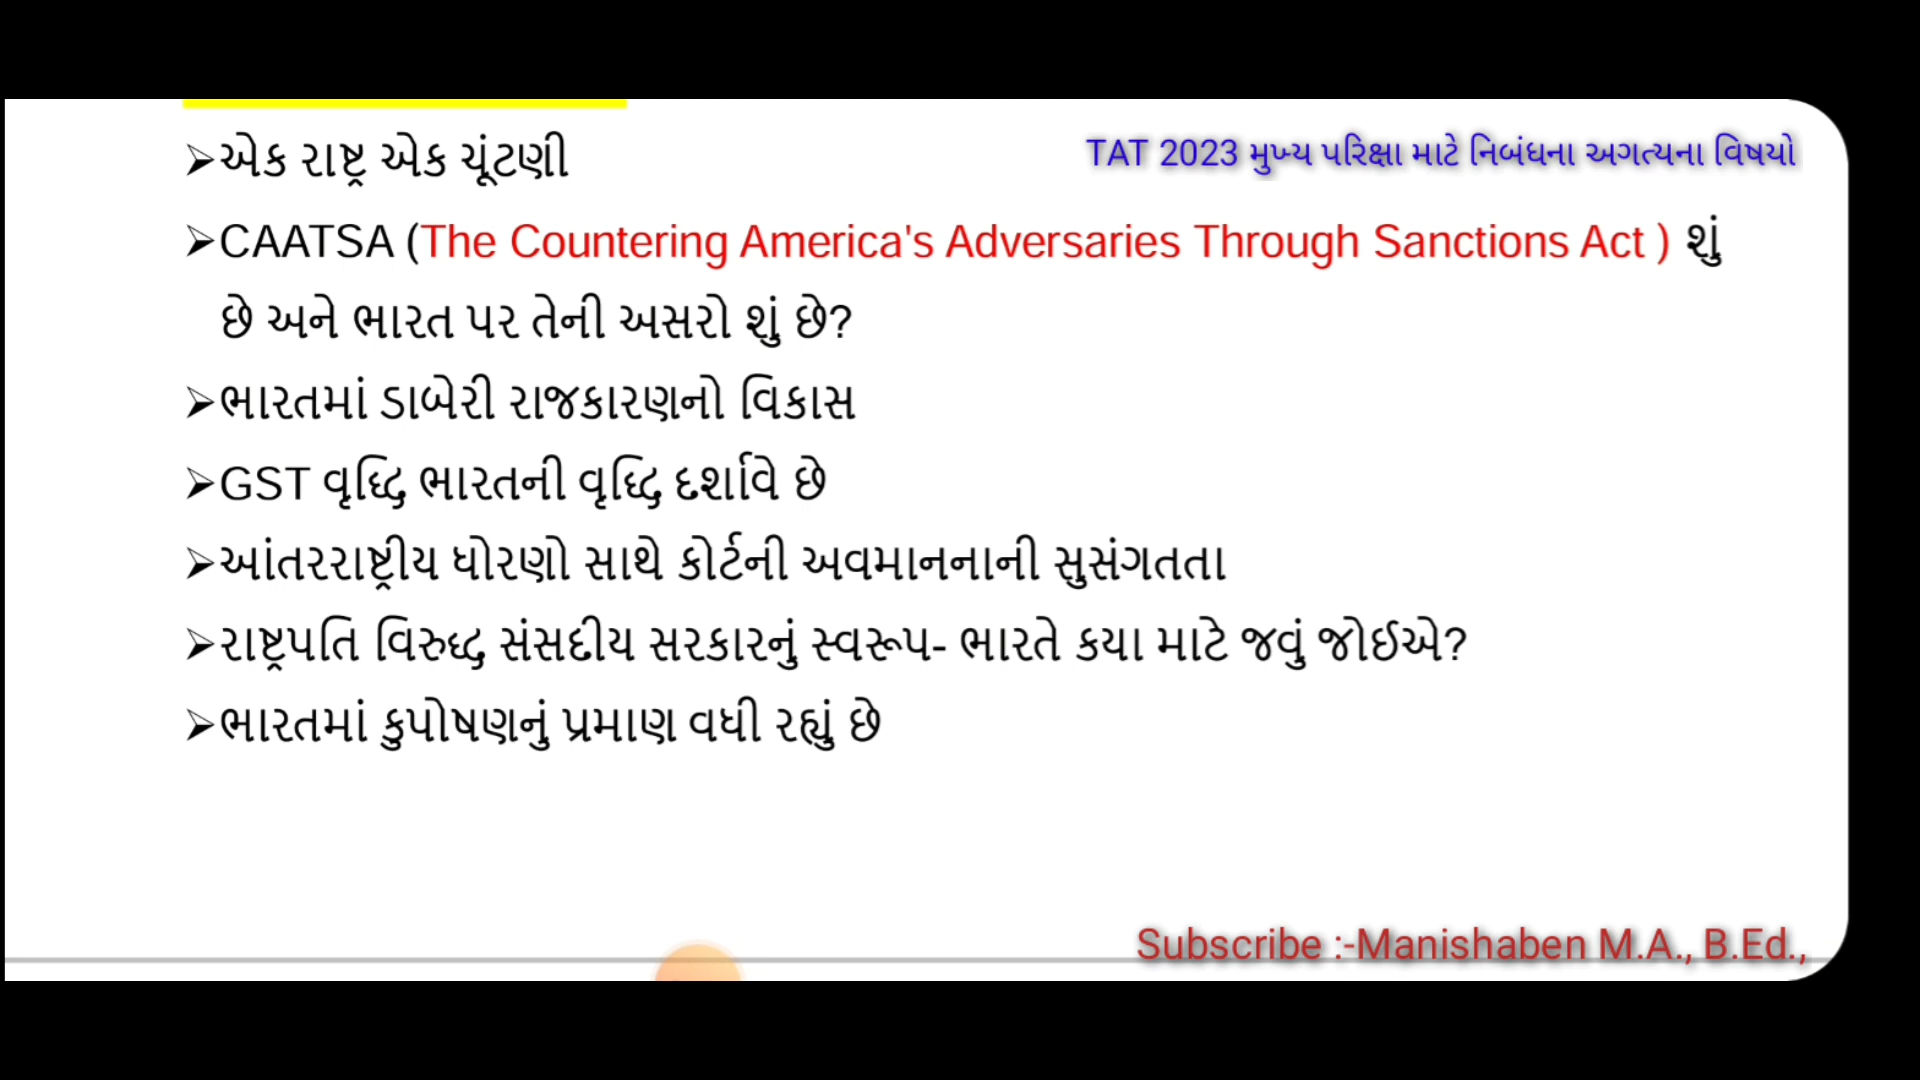 ➢એક રાષ્ટ્ર એક ચૂંટણી
TAT 2023 મુખ્ય પરિક્ષા માટે નિબંધના અગત્યના વિષયો
➢CAATSA (The Countering America's Adversaries Through Sanctions Act ) શું
છે અને ભારત પર તેની અસરો શું છે?
➢ભારતમાં ડાબેરી રાજકારણનો વિકાસ
➢GST વૃધ્ધિ ભારતની વૃધ્ધિ દર્શાવે છે
➢આંતરરાષ્ટ્રીય ધોરણો સાથે કોર્ટની અવમાનનાની સુસંગતતા
➢રાષ્ટ્રપતિ વિરુધ્ધ સંસદીય સરકારનું સ્વરૂપ- ભારતે કયા માટે જવું જોઈએ?
➢ભારતમાં કુપોષણનું પ્રમાણ વધી રહ્યું છે
Subscribe :-Manishaben M.A., B.Ed.,